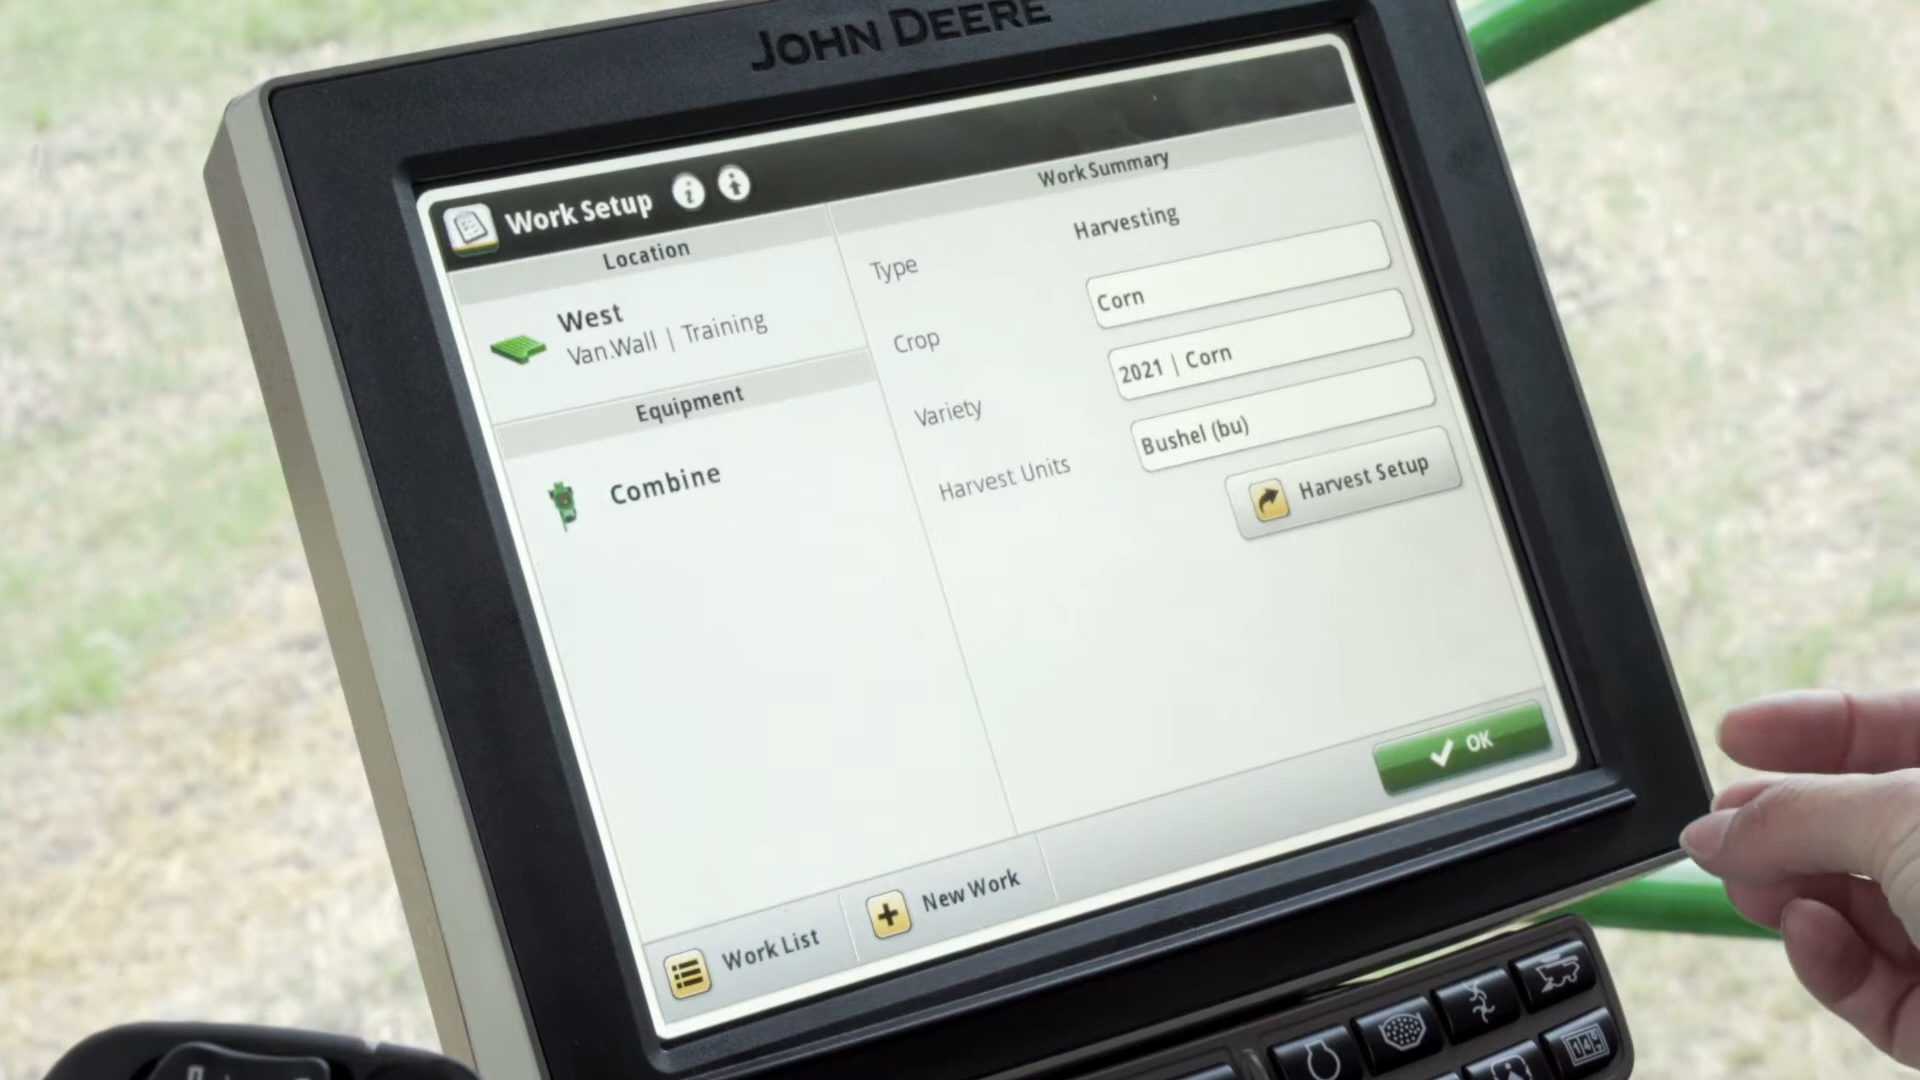 JOHN DEERE
Work Setup
Location
West
Van.Wall | Training
Equipment
Combine
Work Summary
Type
Harvesting
Crop
Corn
Variety
2021 | Corn
Harvest Units
Bushel (bu)
Harvest Setup
OK
Work List
New Work